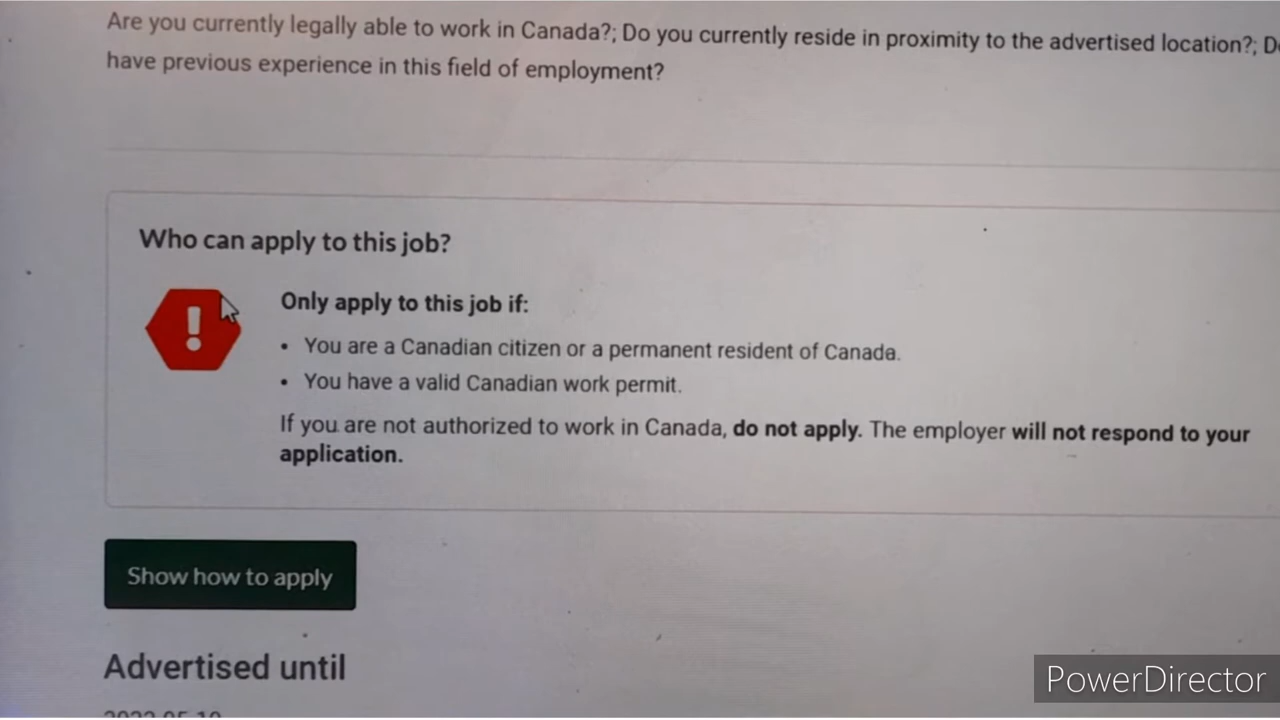 Are you currently legally able to work in Canada?; Do you currently reside in proximity to the advertised location?;
have previous experience in this field of employment?
Who can apply to this job?
Only apply to this job if:
• You are a Canadian citizen or a permanent resident of Canada.
• You have a valid Canadian work permit.
If you are not authorized to work in Canada, do not apply. The employer will not respond to your
application.
Show how to apply
Advertised until
PowerDirector